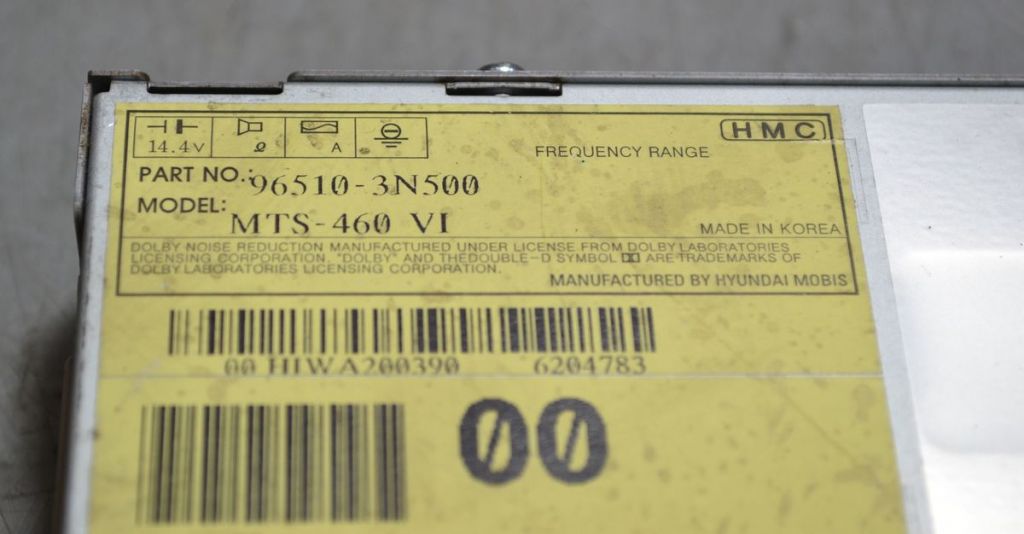 14.4V
Ω
A
HMC
FREQUENCY RANGE
PART NO.: 96510-3N500
MODEL: MTS-460 VI
MADE IN KOREA
DOLBY NOISE REDUCTION MANUFACTURED UNDER LICENSE FROM DOLBY LABORATORIES
LICENSING CORPORATION. "DOLBY" AND THEDOUBLE-D SYMBOL ARE TRADEMARKS OF
DOLBY LABORATORIES LICENSING CORPORATION.
MANUFACTURED BY HYUNDAI MOBIS
00 HIWA200390 6204783
00